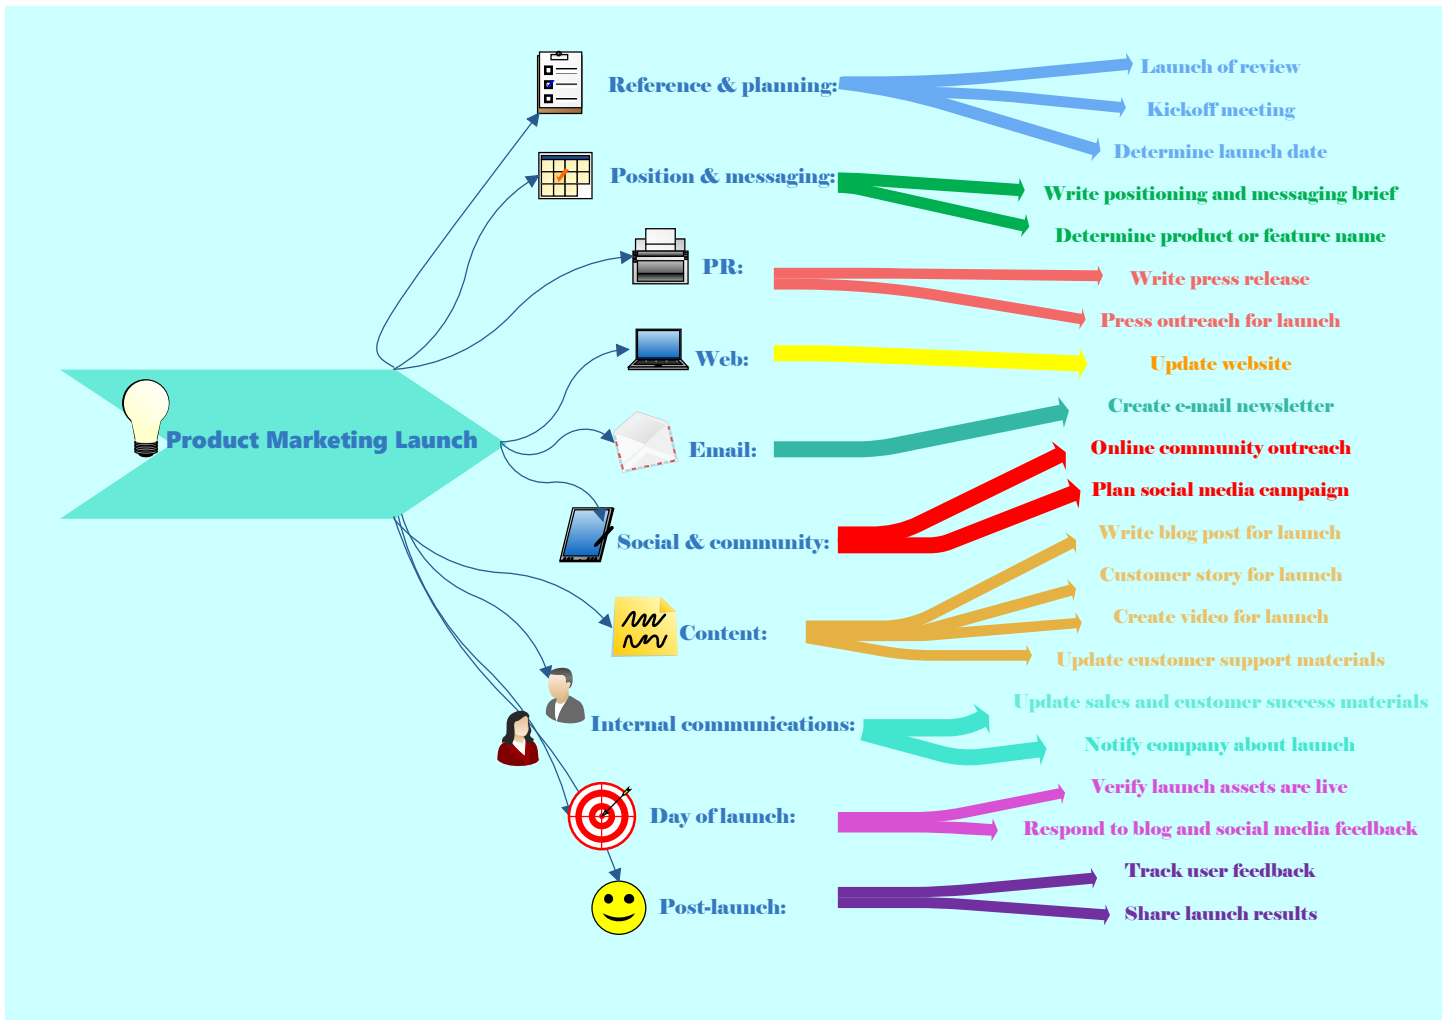 Product Marketing Launch
Reference & planning:
Launch of review
Kickoff meeting
Determine launch date
Position & messaging:
Write positioning and messaging brief
Determine product or feature name
PR:
Write press release
Press outreach for launch
Web:
Update website
Email:
Create e-mail newsletter
Social & community:
Online community outreach
Plan social media campaign
Content:
Write blog post for launch
Customer story for launch
Create video for launch
Update customer support materials
Internal communications:
Update sales and customer success materials
Notify company about launch
Day of launch:
Verify launch assets are live
Respond to blog and social media feedback
Post-launch:
Track user feedback
Share launch results